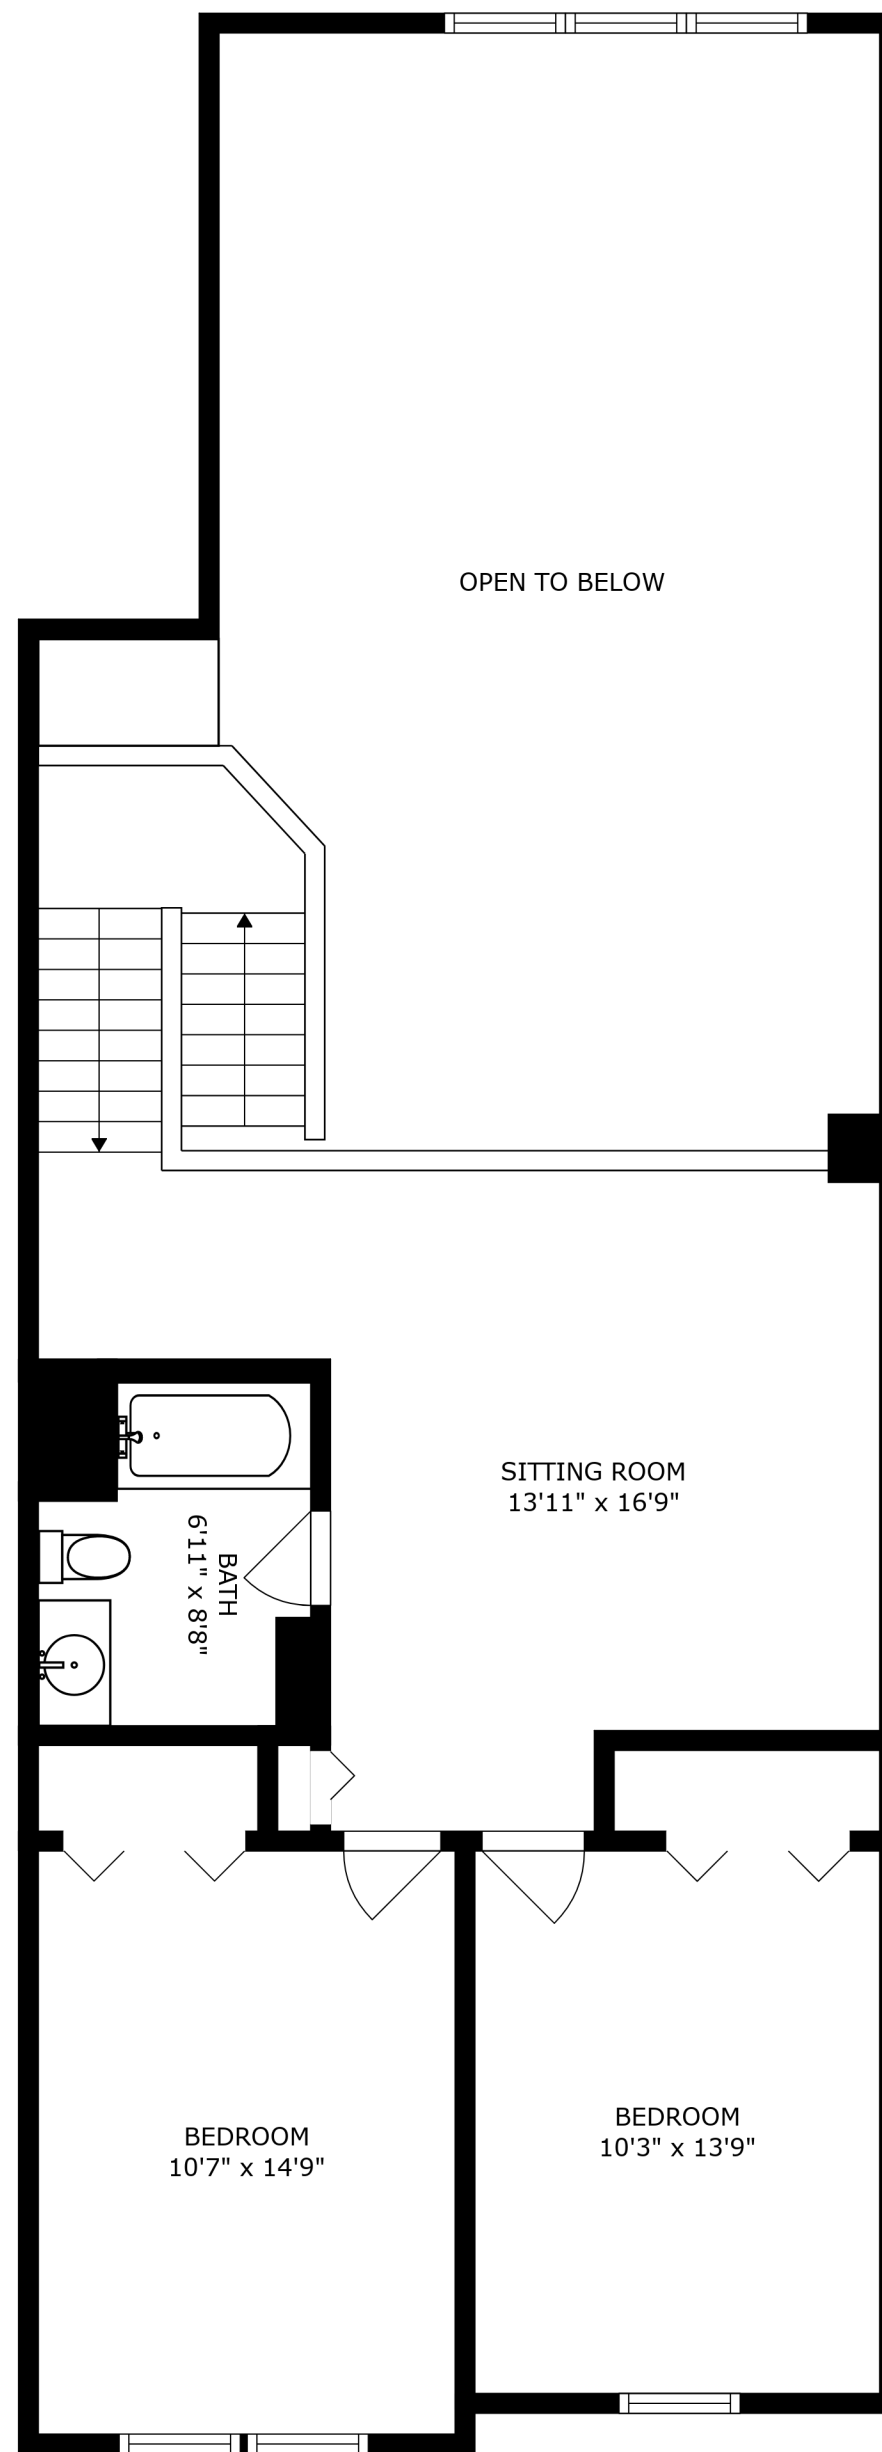 OPEN TO BELOW
SITTING ROOM
13'11" x 16'9"
BATH
6'11" x 8'8"
BEDROOM
10'7" x 14'9"
BEDROOM
10'3" x 13'9"